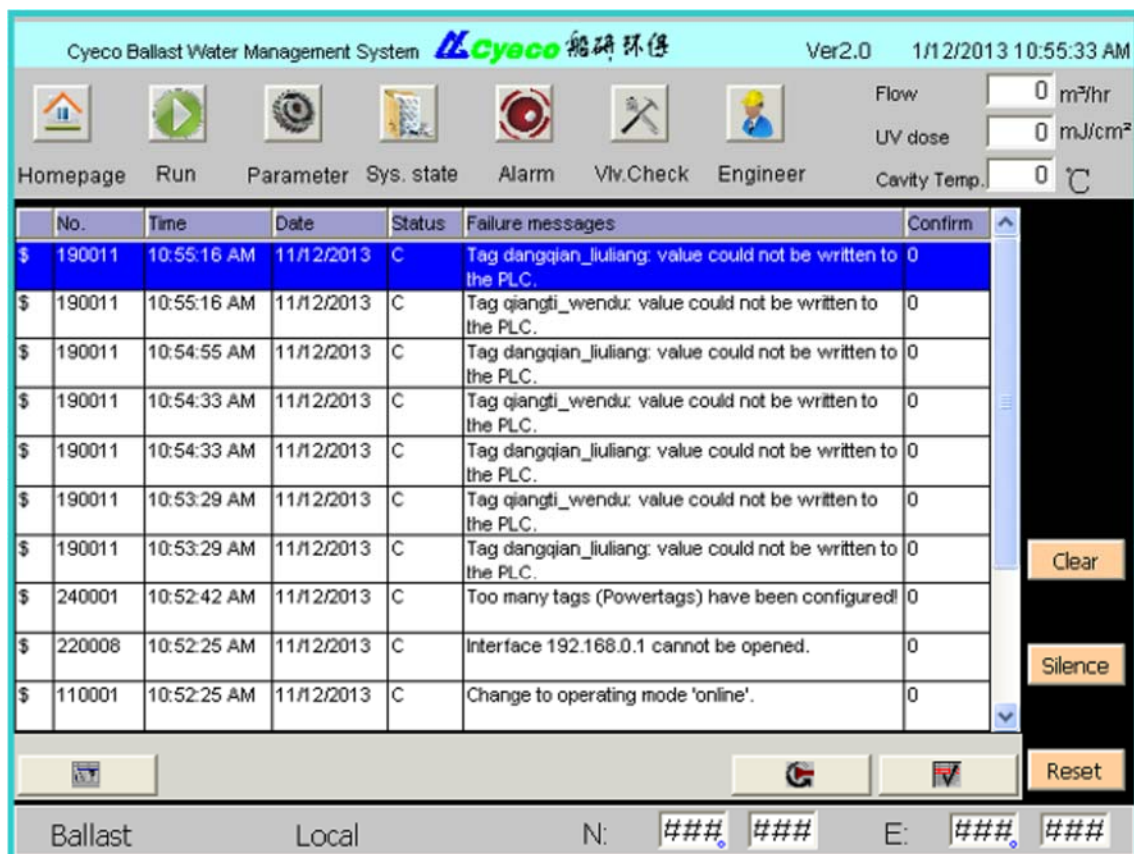 Cyeco Ballast Water Management System Cyeco 船研环保 Ver2.0 1/12/2013 10:55:33 AM
Flow 0 m³/hr
UV dose 0 mJ/cm²
Homepage Run Parameter Sys. state Alarm Vlv.Check Engineer Cavity Temp. 0 ℃
No. Time Date Status Failure messages Confirm
$ 190011 10:55:16 AM 11/12/2013 C Tag dangqian_liuliang: value could not be written to 0
the PLC.
$ 190011 10:55:16 AM 11/12/2013 C Tag qiangti_wendu: value could not be written to 0
the PLC.
$ 190011 10:54:55 AM 11/12/2013 C Tag dangqian_liuliang: value could not be written to 0
the PLC.
$ 190011 10:54:33 AM 11/12/2013 C Tag qiangti_wendu: value could not be written to 0
the PLC.
$ 190011 10:54:33 AM 11/12/2013 C Tag dangqian_liuliang: value could not be written to 0
the PLC.
$ 190011 10:53:29 AM 11/12/2013 C Tag qiangti_wendu: value could not be written to 0
the PLC.
$ 190011 10:53:29 AM 11/12/2013 C Tag dangqian_liuliang: value could not be written to 0
the PLC.
Clear
$ 240001 10:52:42 AM 11/12/2013 C Too many tags (Powertags) have been configured! 0
$ 220008 10:52:25 AM 11/12/2013 C Interface 192.168.0.1 cannot be opened. 0
Silence
$ 110001 10:52:25 AM 11/12/2013 C Change to operating mode 'online'. 0
Reset
Ballast Local N: ###。 ### E: ###。 ###